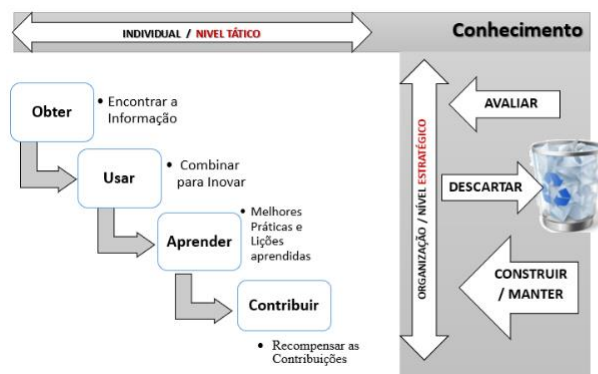 INDIVIDUAL / NIVEL TÁTICO
Conhecimento
Obter
• Encontrar a
Informação
Usar
• Combinar
para Inovar
Aprender
• Melhores
Práticas e
Lições
aprendidas
Contribuir
• Recompensar as
Contribuições
ORGANIZAÇÃO / NÍVEL ESTRATÉGICO
AVALIAR
DESCARTAR
CONSTRUIR
/ MANTER